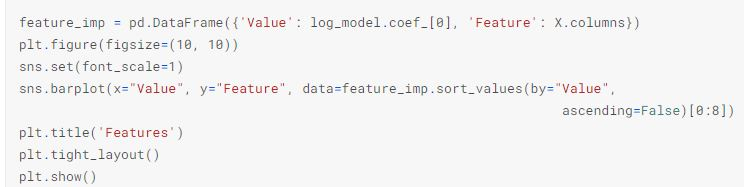 feature_imp = pd.DataFrame({'Value': log_model.coef_[0], 'Feature': X.columns})
plt.figure(figsize=(10, 10))
sns.set(font_scale=1)
sns.barplot(x="Value", y="Feature", data=feature_imp.sort_values(by="Value",
ascending=False)[0:8])
plt.title('Features')
plt.tight_layout()
plt.show()